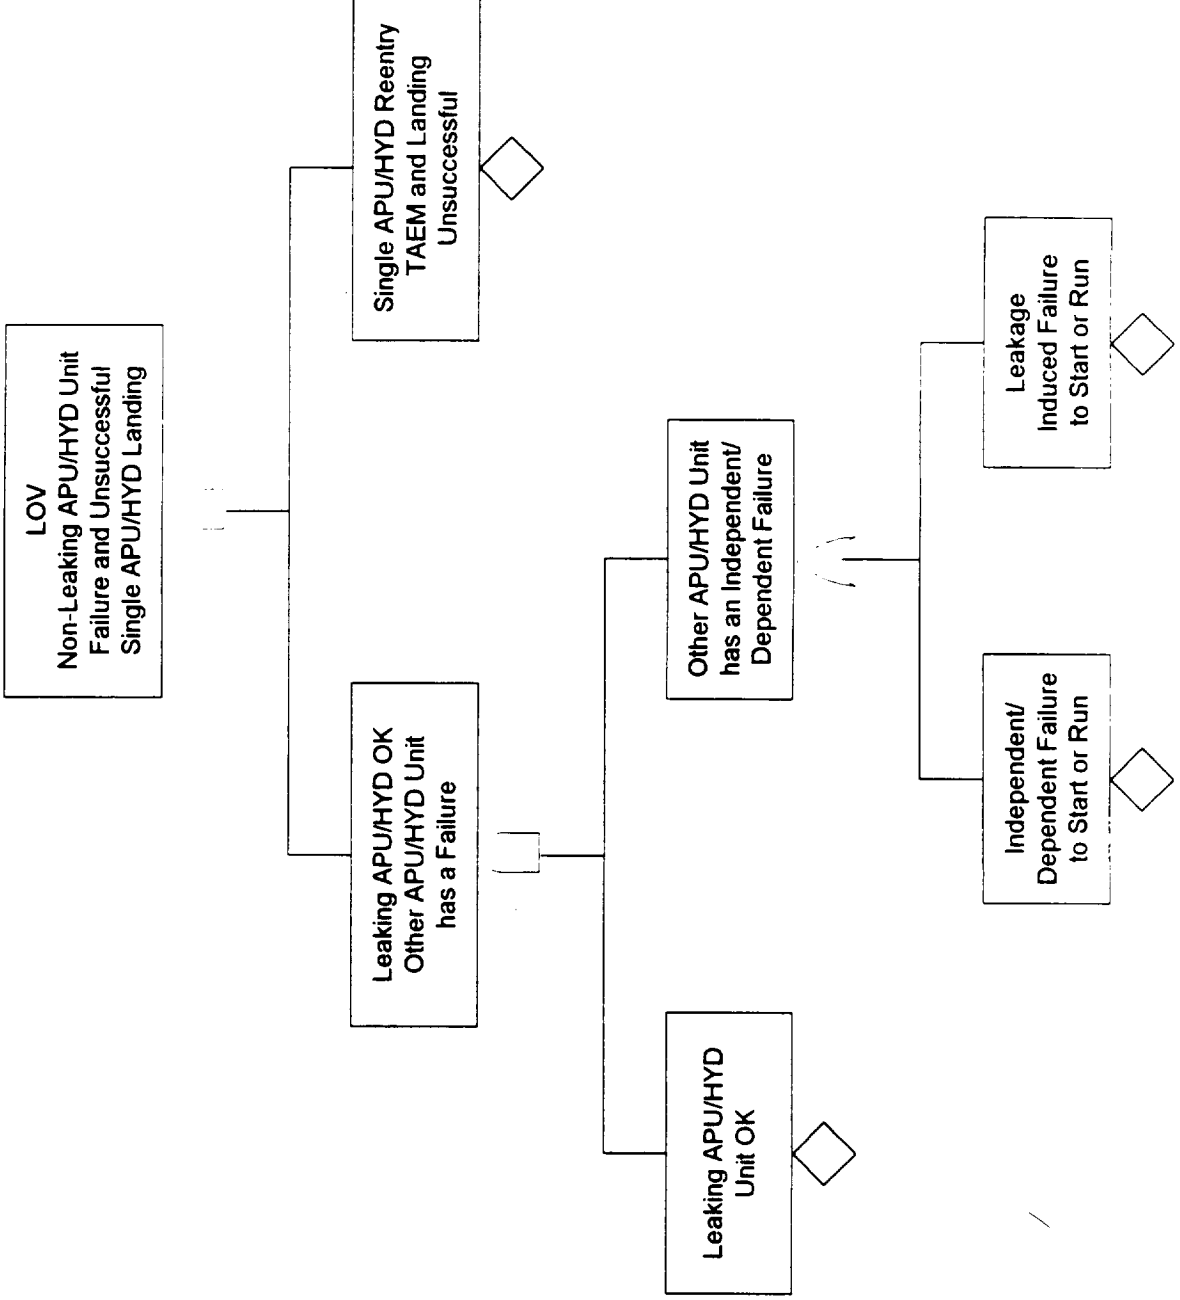 LOV
Non-Leaking APU/HYD Unit
Failure and Unsuccessful
Single APU/HYD Landing
Leaking APU/HYD OK
Other APU/HYD Unit
has a Failure
Single APU/HYD Reentry
TAEM and Landing
Unsuccessful
Leaking APU/HYD
Unit OK
Other APU/HYD Unit
has an Independent/
Dependent Failure
Independent/
Dependent Failure
to Start or Run
Leakage
Induced Failure
to Start or Run